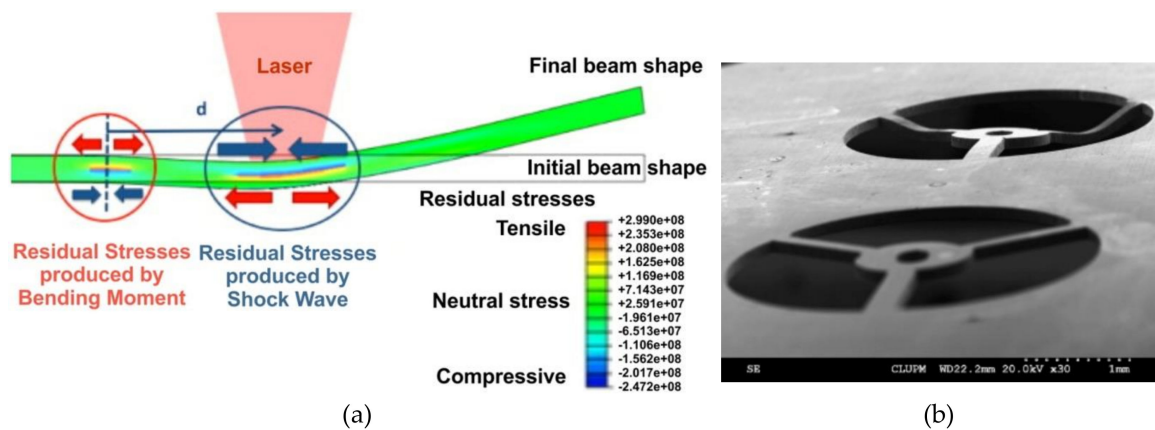 Laser
Final beam shape
d
Initial beam shape
Residual stresses
Tensile
Residual Stresses
produced by
Bending Moment
Residual Stresses
produced by
Shock Wave
Neutral stress
Compressive
+2.990e+08
+2.353e+08
+2.080e+08
+1.625e+08
+1.169e+08
+7.143e+07
+2.591e+07
-1.961e+07
-6.513e+07
-1.106e+08
-1.562e+08
-2.017e+08
-2.472e+08
SE CLUPM WD22.2mm 20.0kV x30 1mm
(a)
(b)